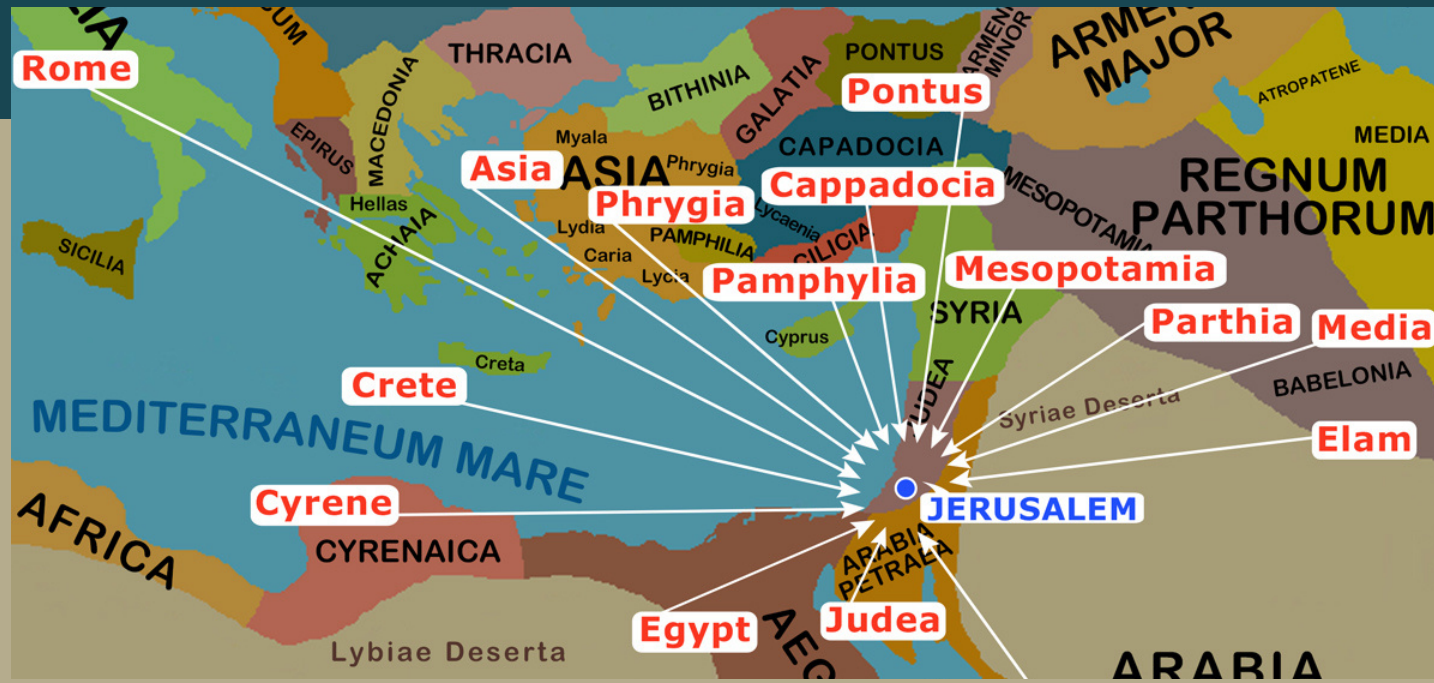 THRACIA
PONTUS
ARMENI
MINOR
MAJOR
Rome
MACEDONIA
BITHINIA
GALATIA
Pontus
ATROPATENE
EPIRUS
Myala
CAPADOCIA
MEDIA
Asia
ASIA
Phrygia
Cappadocia
MESOPOTAMIA
REGNUM
PARTHORUM
Hellas
Phrygia
Lycaenia
SICILIA
ACHAIA
Lydia
PAMPHILIA
CILICIA
Caria
Lycia
Pamphylia
Mesopotamia
SYRIA
Parthia
Media
Cyprus
Creta
Crete
JUDEA
Syriae Deserta
BABELONIA
MEDITERRANEUM MARE
Elam
AFRICA
Cyrene
JERUSALEM
CYRENAICA
ARABIA
PETRAEA
Egypt
Judea
Lybiae Deserta
AEG
ARABIA